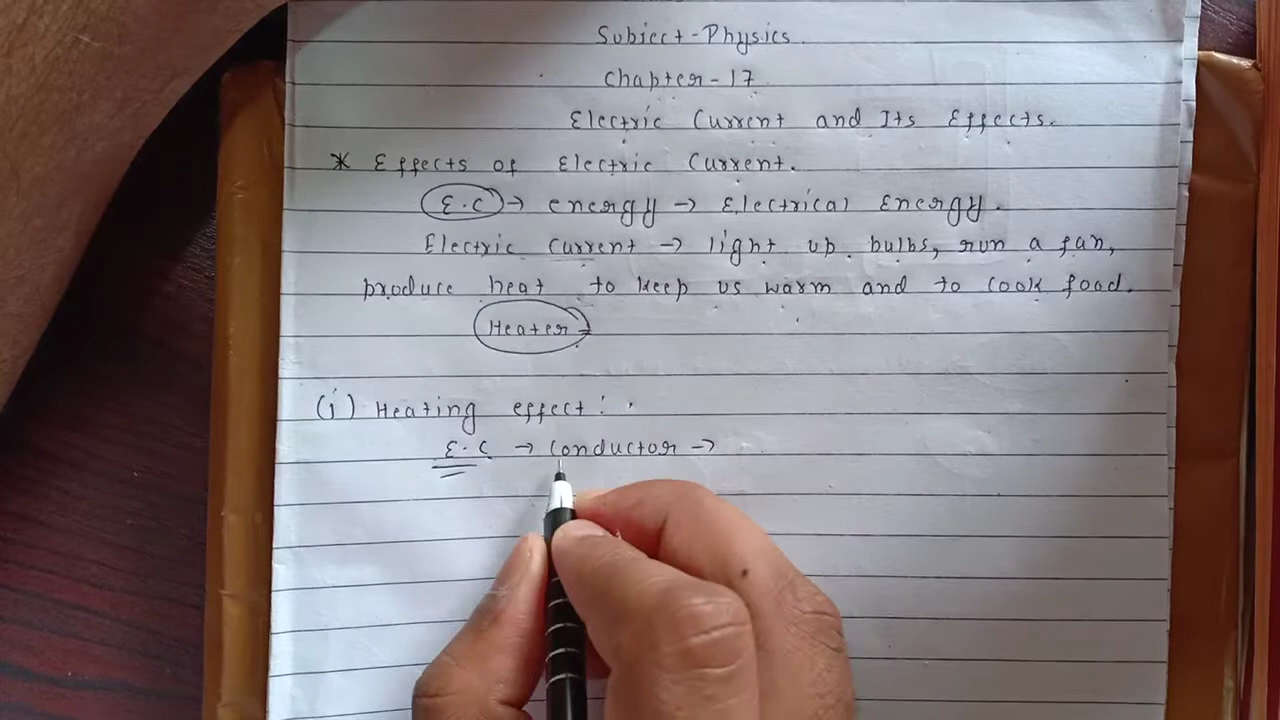 Subject-Physics.
Chapter-17
Electric Current and Its Effects.
* Effects of Electric Current.
E.C → energy → Electrical Energy.
Electric Current → light up bulbs, run a fan,
produce heat to keep us warm and to cook food.
Heater
(i) Heating effect:
E.C → Conductor →